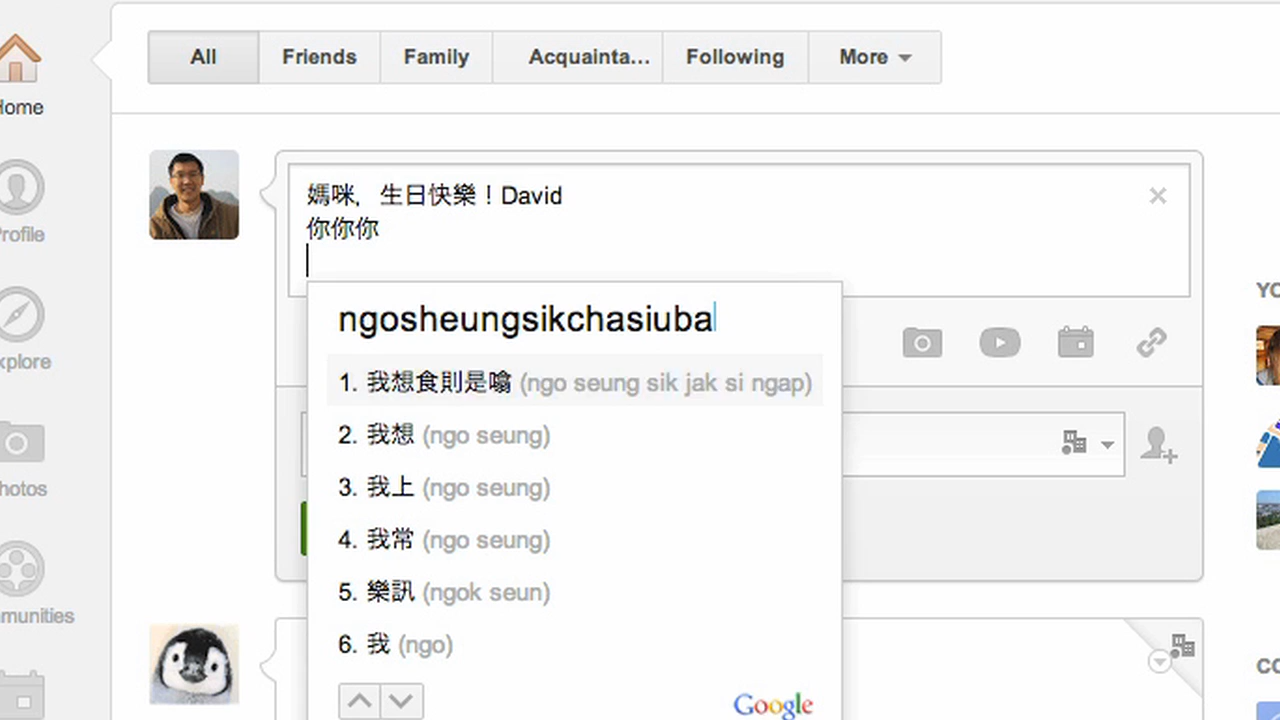 All Friends Family Acquainta... Following More
Home
Profile
Explore
Photos
mmunities
媽咪，生日快樂！David
你你你
ngosheungsikchasiuba
1. 我想食則是噏 (ngo seung sik jak si ngap)
2. 我想 (ngo seung)
3. 我上 (ngo seung)
4. 我常 (ngo seung)
5. 樂訊 (ngok seun)
6. 我 (ngo)
Google
YO
CO